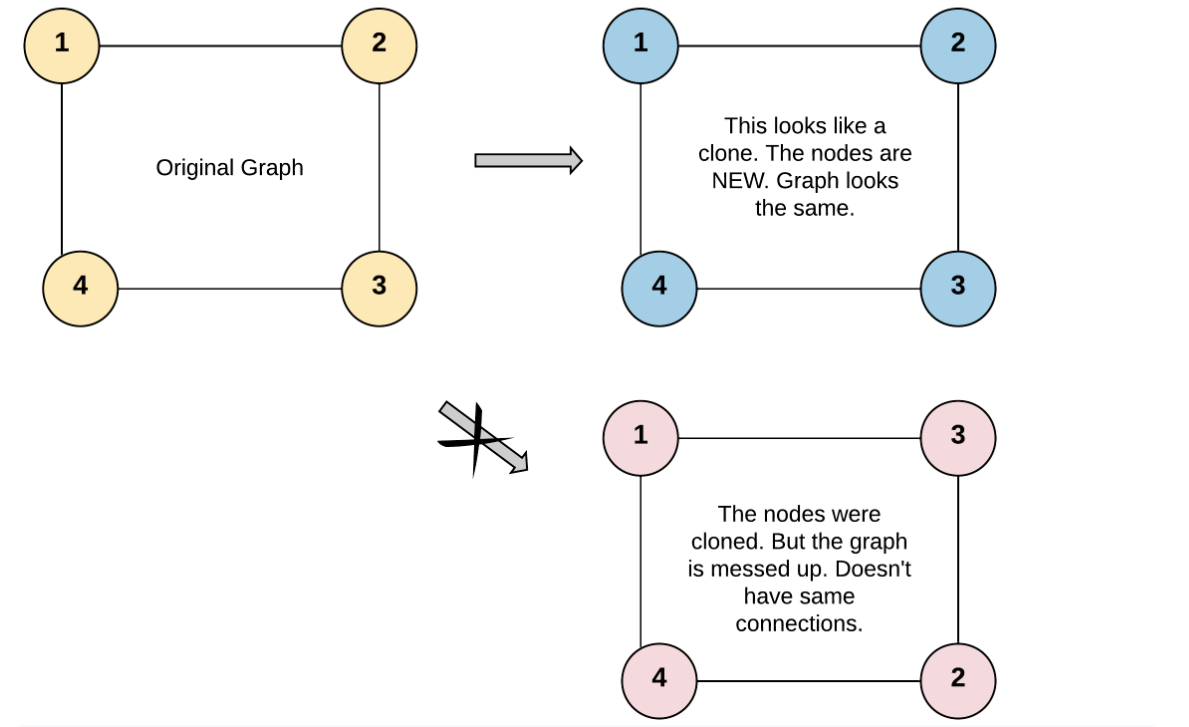 1
2
1
2
Original Graph
This looks like a
clone. The nodes are
NEW. Graph looks
the same.
4
3
4
3
1
3
The nodes were
cloned. But the graph
is messed up. Doesn't
have same
connections.
4
2